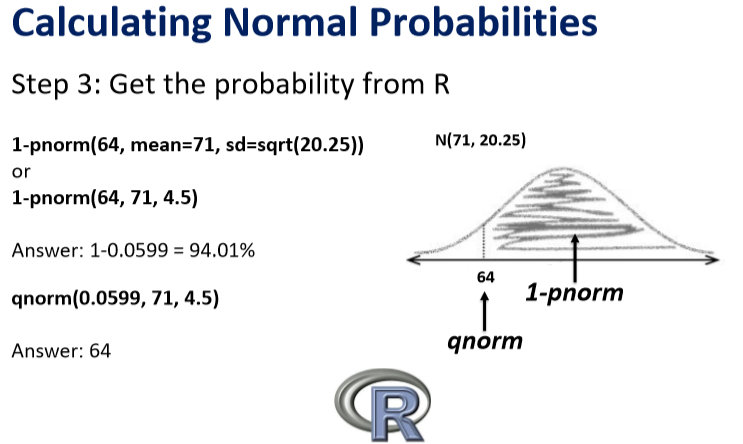 Calculating Normal Probabilities
Step 3: Get the probability from R
1-pnorm(64, mean=71, sd=sqrt(20.25))
or
1-pnorm(64, 71, 4.5)
Answer: 1-0.0599 = 94.01%
qnorm(0.0599, 71, 4.5)
Answer: 64
N(71, 20.25)
64
1-pnorm
qnorm
R